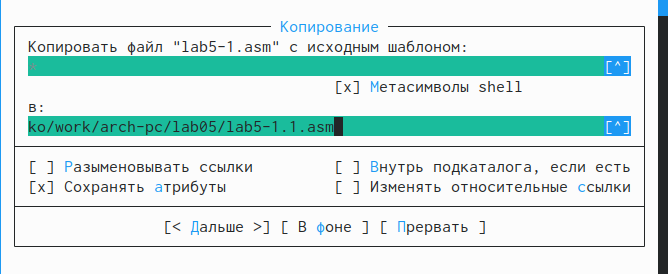 Копирование
Копировать файл "lab5-1.asm" с исходным шаблоном:
* [^]
[x] Метасимволы shell
в:
ko/work/arch-pc/lab05/lab5-1.1.asm [^]
[ ] Разыменовывать ссылки [ ] Внутрь подкаталога, если есть
[x] Сохранять атрибуты [ ] Изменять относительные ссылки
[< Дальше >] [ В фоне ] [ Прервать ]